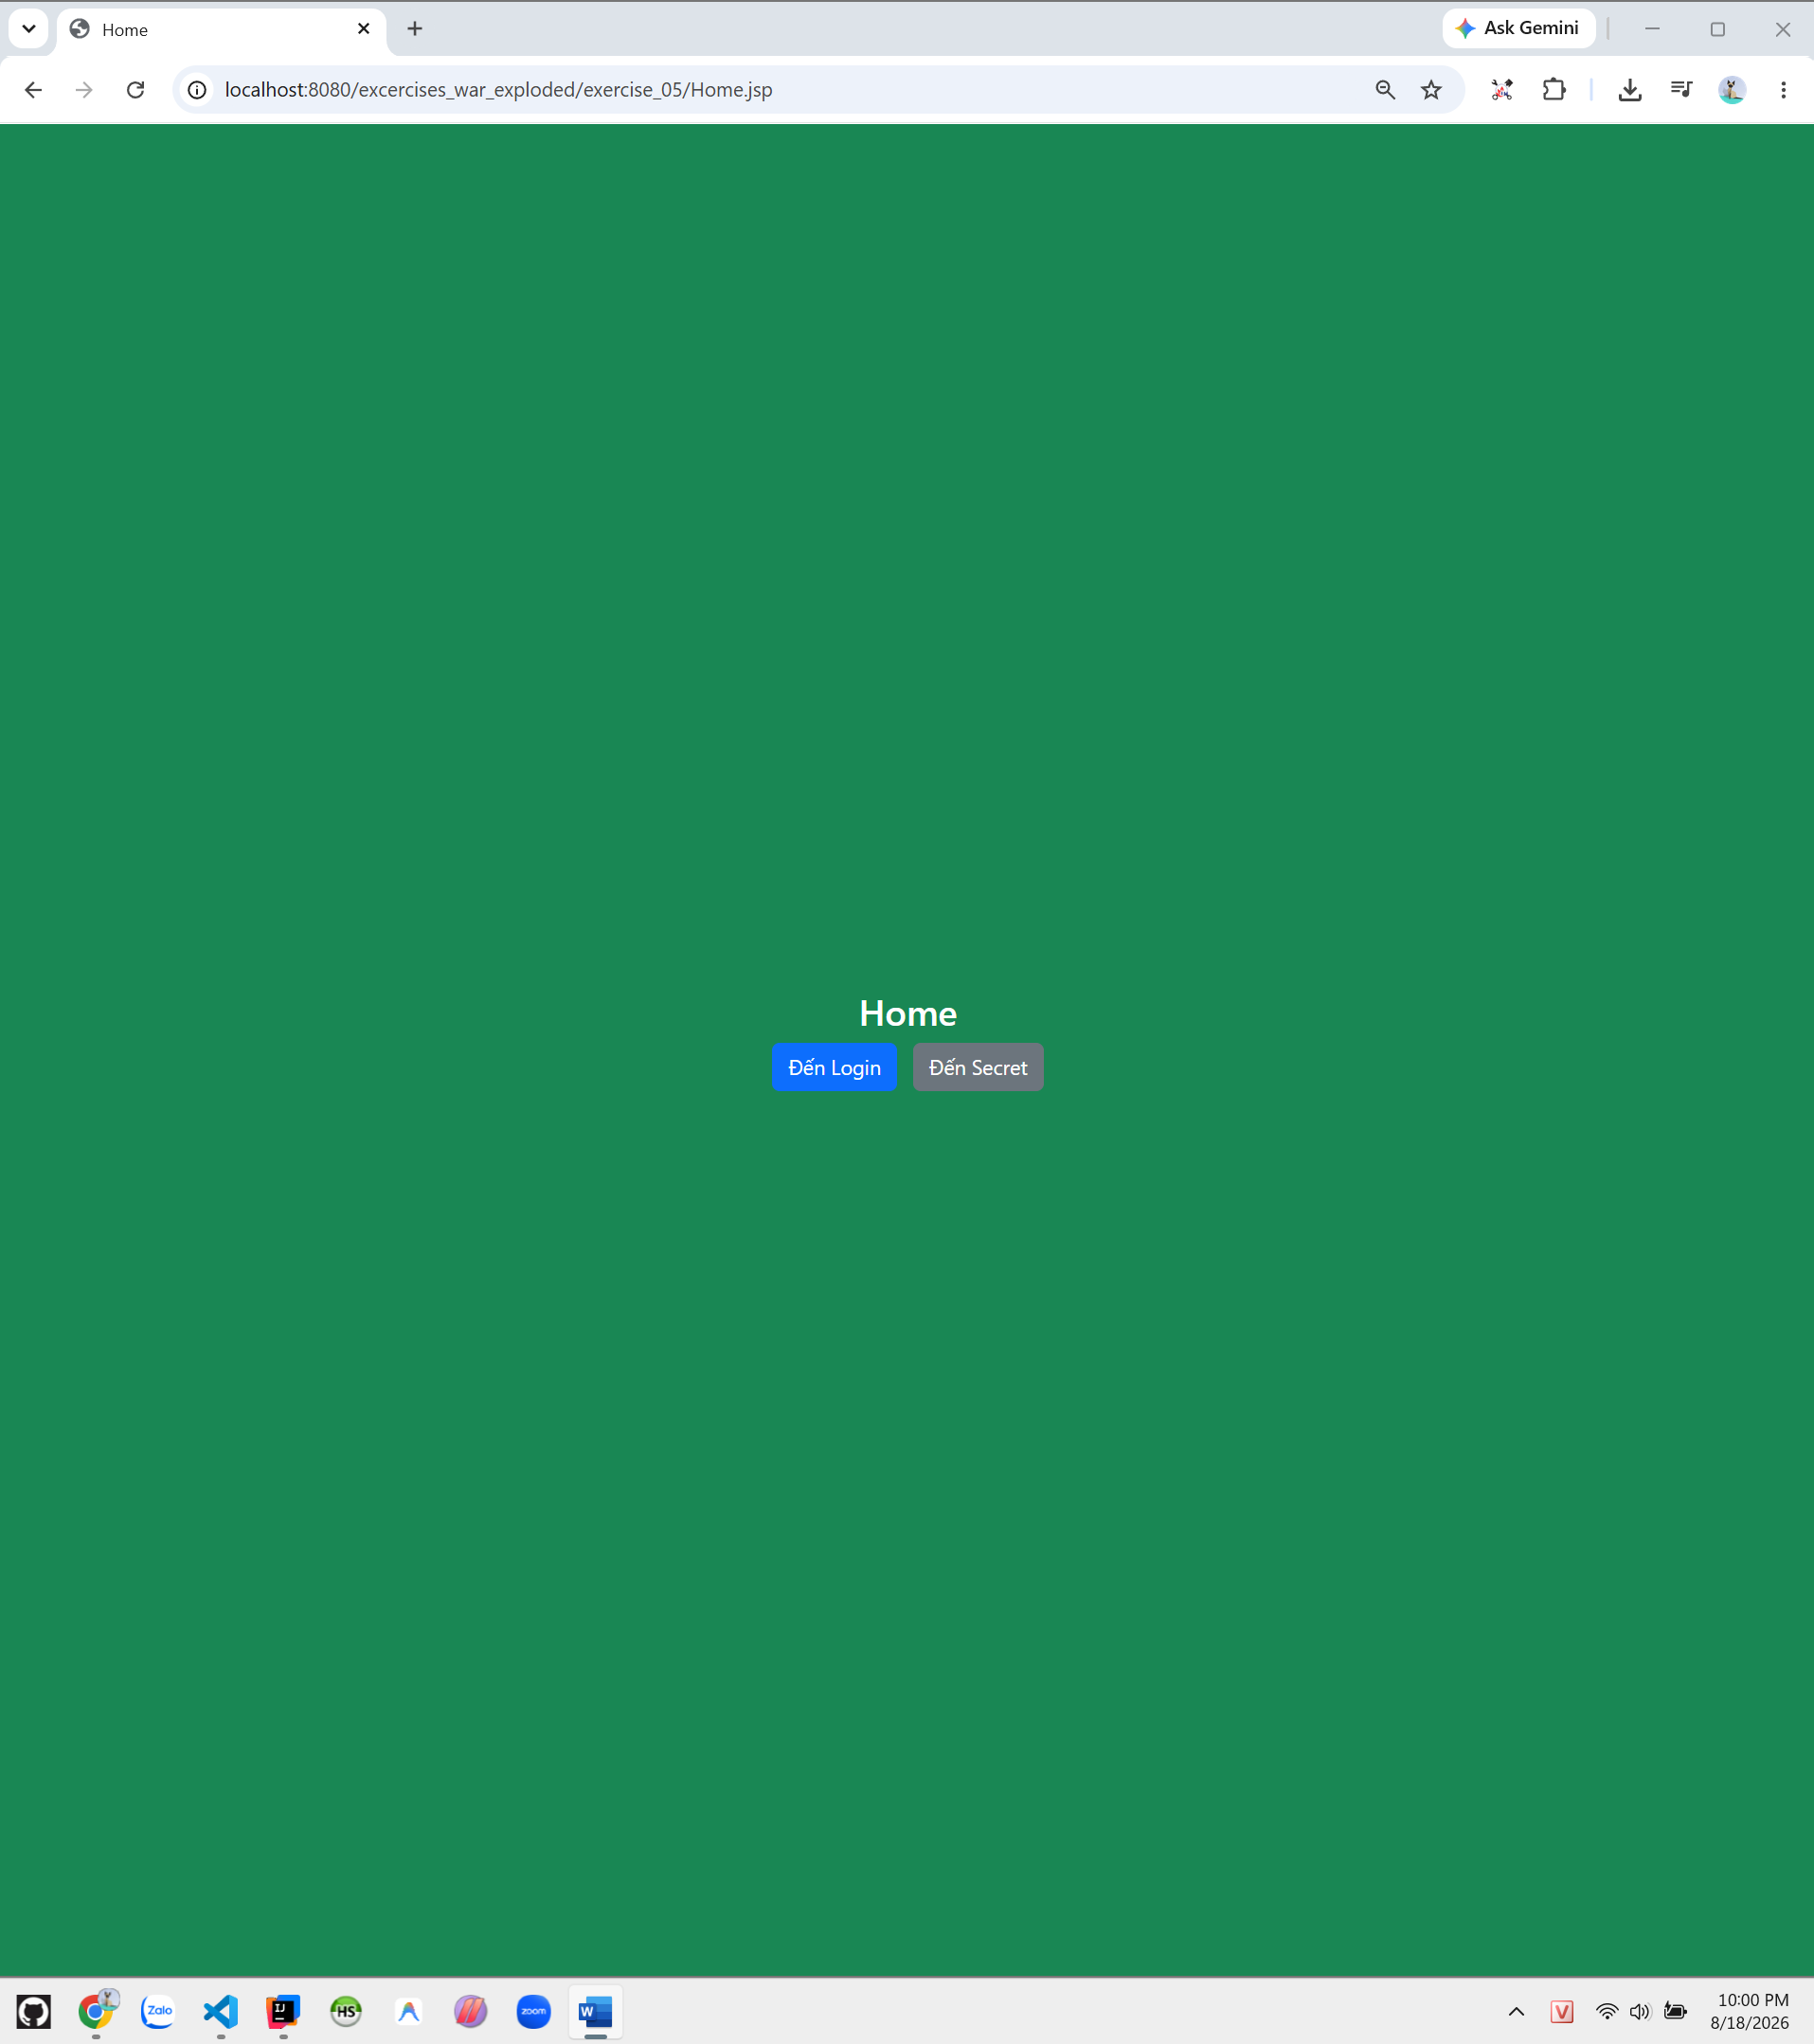 Home
Ask Gemini
localhost:8080/excercises_war_exploded/exercise_05/Home.jsp
Home
Đến Login
Đến Secret
Zalo
IJ
HS
zoom
W
V
10:00 PM
8/18/2026